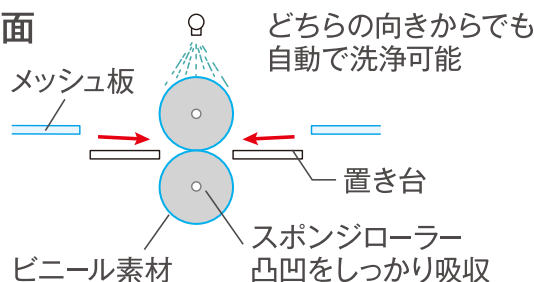 面
どちらの向きからでも
自動で洗浄可能
メッシュ板
置き台
スポンジローラー
凸凹をしっかり吸収
ビニール素材